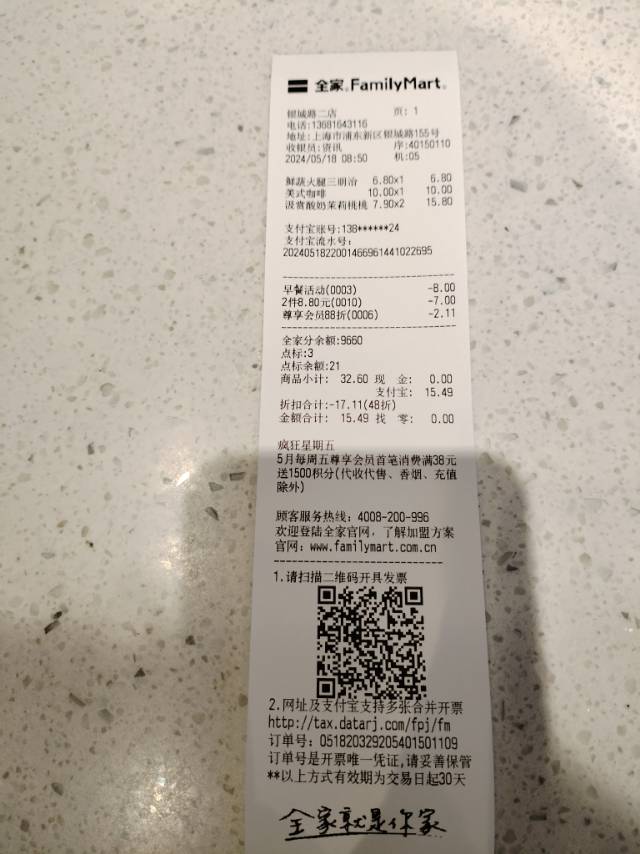 全家 FamilyMart
银城路二店 页: 1
电话:13681643116
地址:上海市浦东新区银城路155号
收银员:资讯 序:40150110
2024/05/18 08:50 机:05
鲜蔬火腿三明治 6.80x1 6.80
美式咖啡 10.00x1 10.00
汲赏酸奶茉莉桃桃 7.90x2 15.80
支付宝账号:138******24
支付宝流水号:
2024051822001466961441022695
早餐活动(0003) -8.00
2件8.80元(0010) -7.00
尊享会员88折(0006) -2.11
全家分余额:9660
点标:3
点标余额:21
商品小计: 32.60 现 金: 0.00
支付宝: 15.49
折扣合计:-17.11(48折)
金额合计: 15.49 找 零: 0.00
疯狂星期五
5月每周五尊享会员首笔消费满38元
送1500积分(代收代售、香烟、充值
除外)
顾客服务热线: 4008-200-996
欢迎登陆全家官网, 了解加盟方案
官网: www.familymart.com.cn
1.请扫描二维码开具发票
2.网址及支付宝支持多张合并开票
http://tax.datarj.com/fpj/fm
订单号: 051820329205401501109
订单号是开票唯一凭证,请妥善保管
**以上方式有效期为交易日起30天
全家就是你家